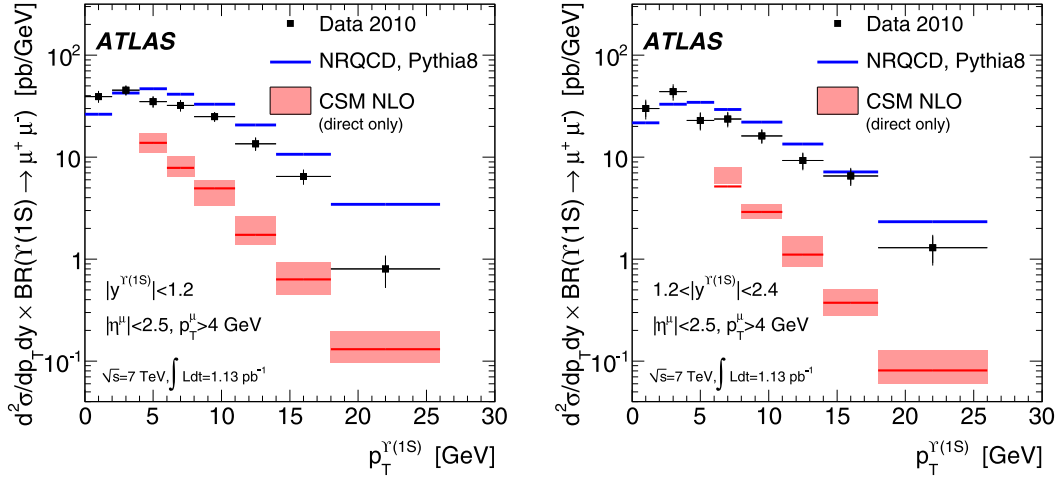 d²σ/dp_T dy × BR(ϒ(1S) → μ⁺ μ⁻) [pb/GeV]
10²
10
1
10⁻¹
ATLAS
Data 2010
NRQCD, Pythia8
CSM NLO
(direct only)
|y^ϒ(1S)|<1.2
|η^μ|<2.5, p_T^μ>4 GeV
√s=7 TeV,∫ Ldt=1.13 pb⁻¹
0 5 10 15 20 25 30
p_T^ϒ(1S) [GeV]
d²σ/dp_T dy × BR(ϒ(1S) → μ⁺ μ⁻) [pb/GeV]
10²
10
1
10⁻¹
ATLAS
Data 2010
NRQCD, Pythia8
CSM NLO
(direct only)
1.2<|y^ϒ(1S)|<2.4
|η^μ|<2.5, p_T^μ>4 GeV
√s=7 TeV,∫ Ldt=1.13 pb⁻¹
0 5 10 15 20 25 30
p_T^ϒ(1S) [GeV]